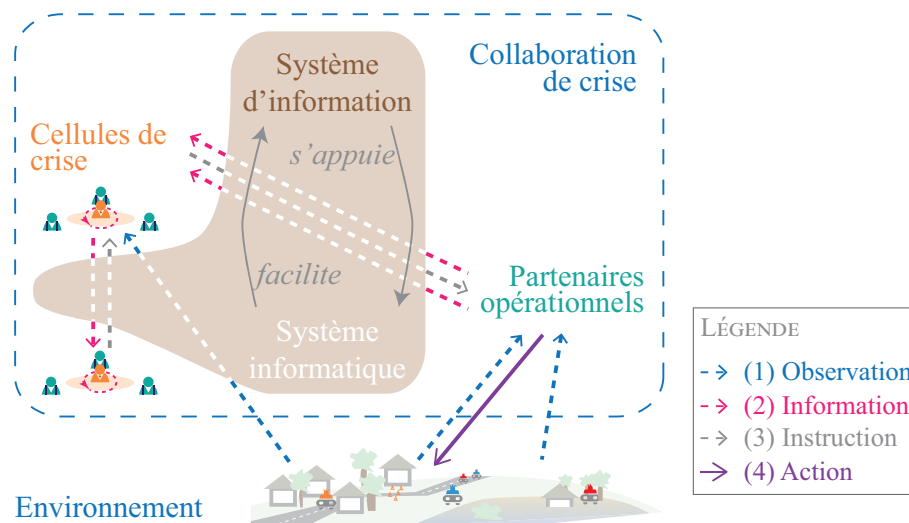 Système
d'information
Collaboration
de crise
Cellules de
crise
s'appuie
facilite
Partenaires
opérationnels
Système
informatique
LÉGENDE
(1) Observation
(2) Information
(3) Instruction
(4) Action
Environnement